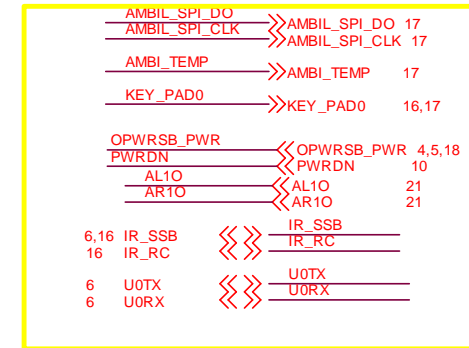 AMBIL_SPI_DO AMBIL_SPI_DO 17
AMBIL_SPI_CLK AMBIL_SPI_CLK 17
AMBI_TEMP AMBI_TEMP 17
KEY_PAD0 KEY_PAD0 16,17
OPWRSB_PWR OPWRSB_PWR 4,5,18
PWRDN PWRDN 10
AL1O AL1O 21
AR1O AR1O 21
6,16 IR_SSB IR_SSB
16 IR_RC IR_RC
6 U0TX U0TX
6 U0RX U0RX